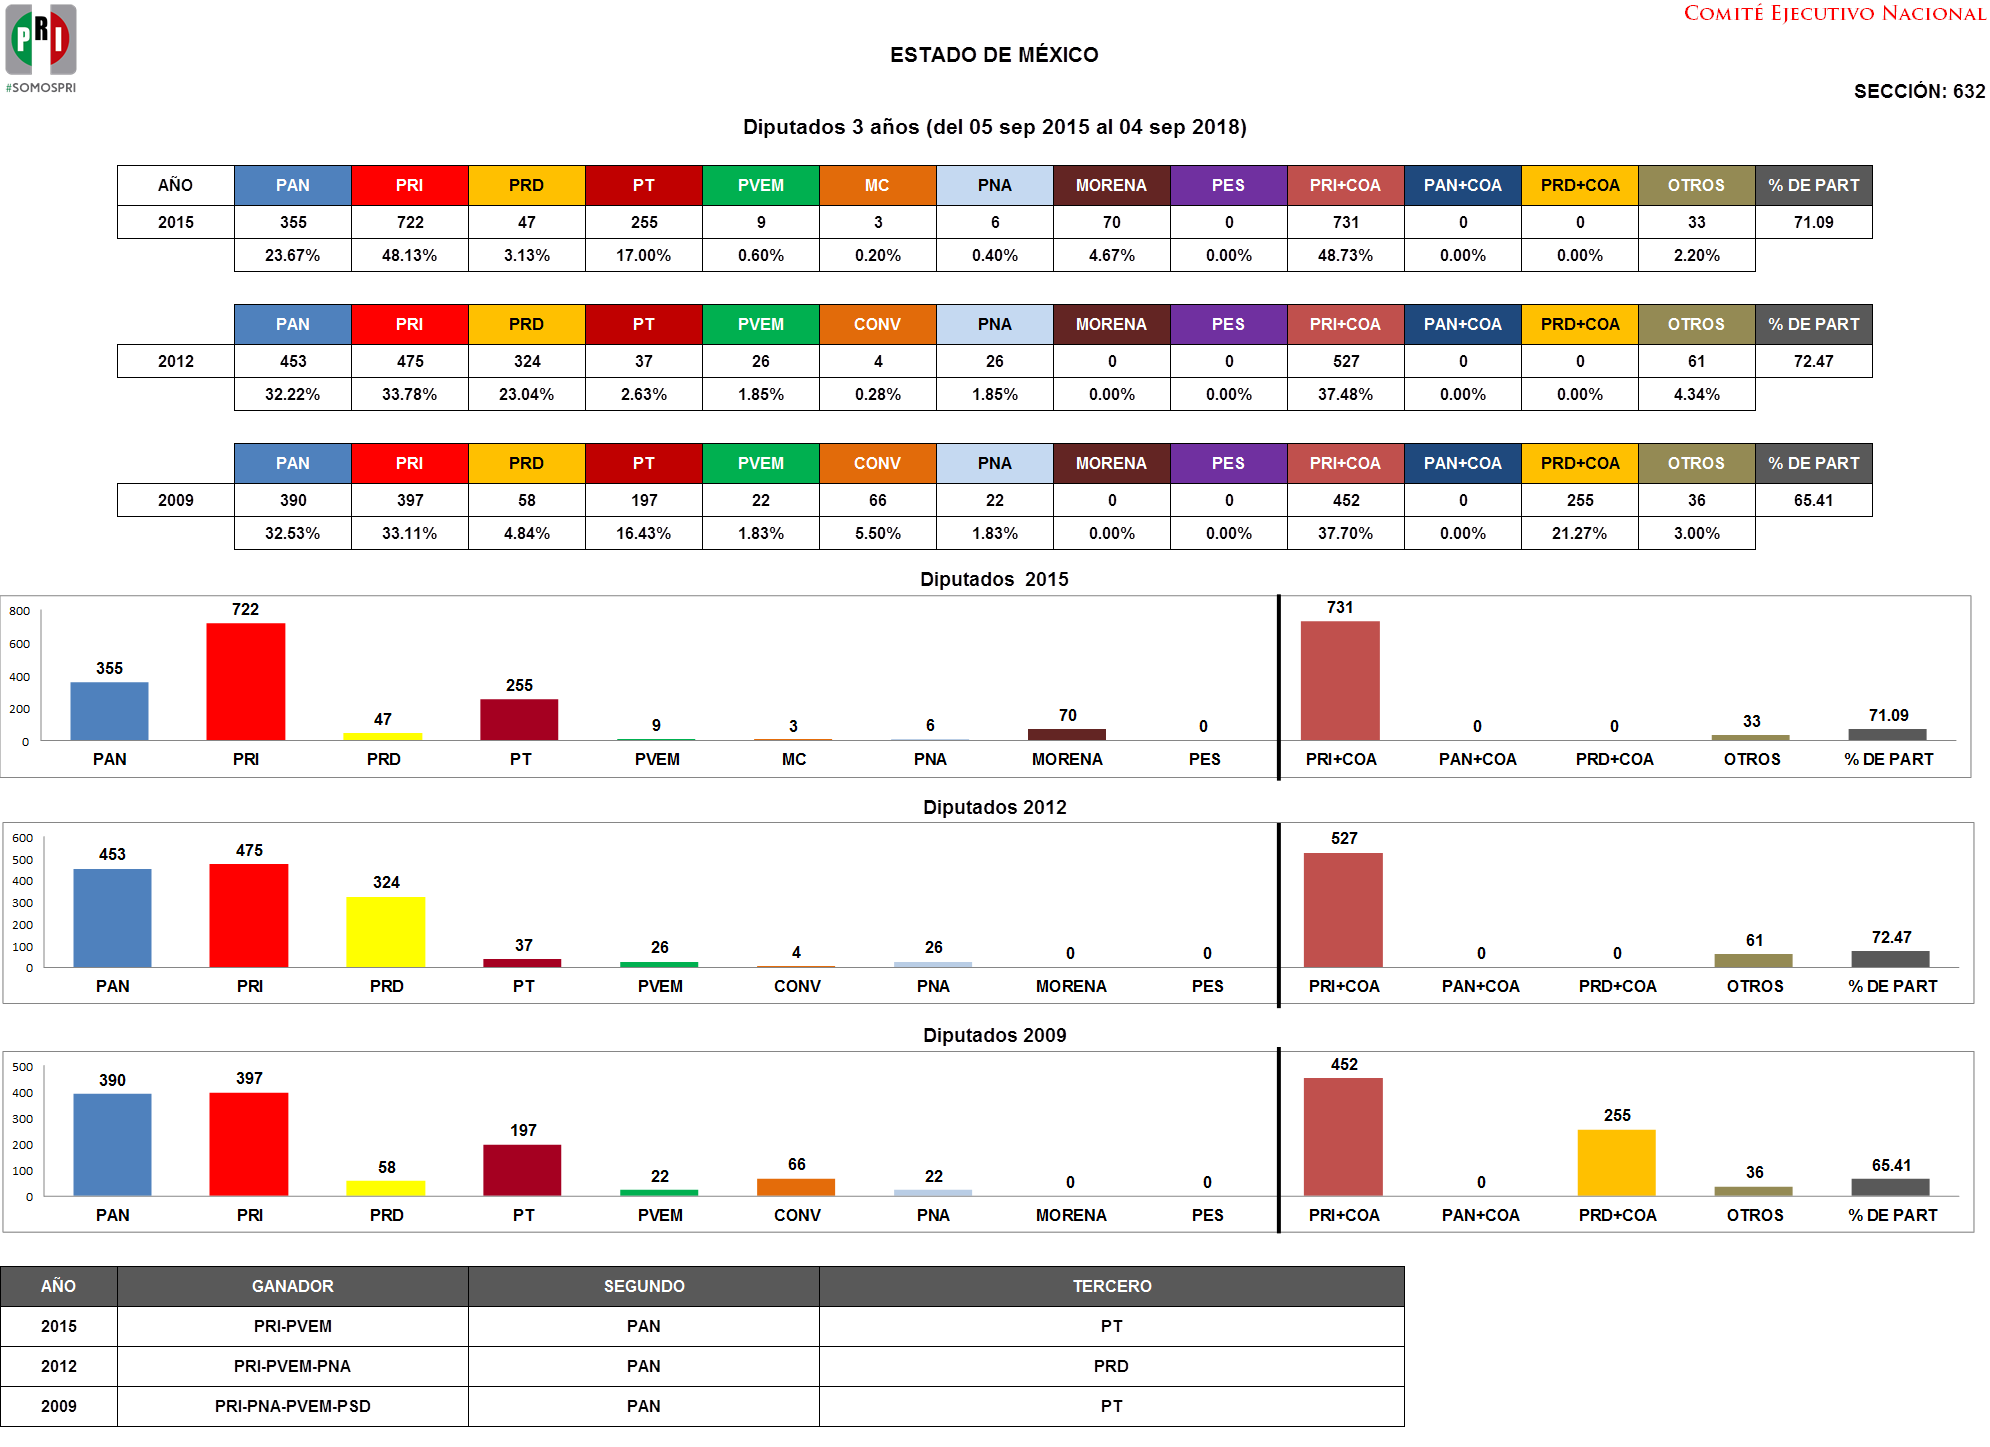 PRI
#SOMOSPRI
COMITÉ EJECUTIVO NACIONAL
ESTADO DE MÉXICO
SECCIÓN: 632
Diputados 3 años (del 05 sep 2015 al 04 sep 2018)
AÑO PAN PRI PRD PT PVEM MC PNA MORENA PES PRI+COA PAN+COA PRD+COA OTROS % DE PART
2015 355 722 47 255 9 3 6 70 0 731 0 0 33 71.09
23.67% 48.13% 3.13% 17.00% 0.60% 0.20% 0.40% 4.67% 0.00% 48.73% 0.00% 0.00% 2.20%
PAN PRI PRD PT PVEM CONV PNA MORENA PES PRI+COA PAN+COA PRD+COA OTROS % DE PART
2012 453 475 324 37 26 4 26 0 0 527 0 0 61 72.47
32.22% 33.78% 23.04% 2.63% 1.85% 0.28% 1.85% 0.00% 0.00% 37.48% 0.00% 0.00% 4.34%
PAN PRI PRD PT PVEM CONV PNA MORENA PES PRI+COA PAN+COA PRD+COA OTROS % DE PART
2009 390 397 58 197 22 66 22 0 0 452 0 255 36 65.41
32.53% 33.11% 4.84% 16.43% 1.83% 5.50% 1.83% 0.00% 0.00% 37.70% 0.00% 21.27% 3.00%
Diputados 2015
800
600
400
200
0
355 722 47 255 9 3 6 70 0 731 0 0 33 71.09
PAN PRI PRD PT PVEM MC PNA MORENA PES PRI+COA PAN+COA PRD+COA OTROS % DE PART
Diputados 2012
600
500
400
300
200
100
0
453 475 324 37 26 4 26 0 0 527 0 0 61 72.47
PAN PRI PRD PT PVEM CONV PNA MORENA PES PRI+COA PAN+COA PRD+COA OTROS % DE PART
Diputados 2009
500
400
300
200
100
0
390 397 58 197 22 66 22 0 0 452 0 255 36 65.41
PAN PRI PRD PT PVEM CONV PNA MORENA PES PRI+COA PAN+COA PRD+COA OTROS % DE PART
AÑO GANADOR SEGUNDO TERCERO
2015 PRI-PVEM PAN PT
2012 PRI-PVEM-PNA PAN PRD
2009 PRI-PNA-PVEM-PSD PAN PT